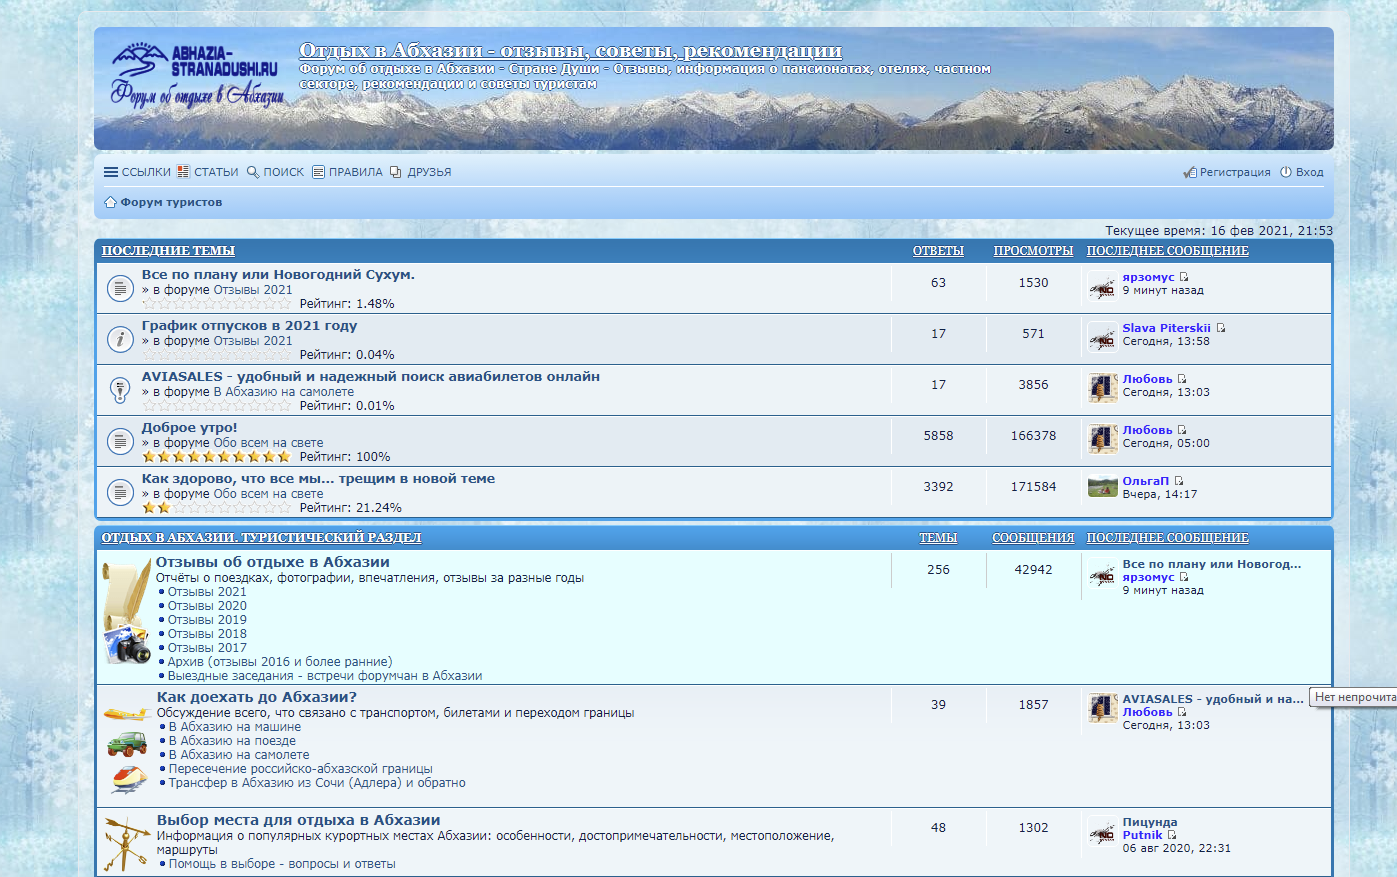 ABHAZIA-
STRANADUSHI.RU
Форум об отдыхе в Абхазии
Отдых в Абхазии - отзывы, советы, рекомендации
Форум об отдыхе в Абхазии - Стране Души - Отзывы, информация о пансионатах, отелях, частном
секторе, рекомендации и советы туристам
ССЫЛКИ СТАТЬИ ПОИСК ПРАВИЛА ДРУЗЬЯ Регистрация Вход
Форум туристов
Текущее время: 16 фев 2021, 21:53
ПОСЛЕДНИЕ ТЕМЫ ОТВЕТЫ ПРОСМОТРЫ ПОСЛЕДНЕЕ СООБЩЕНИЕ
Все по плану или Новогодний Сухум.
» в форуме Отзывы 2021
Рейтинг: 1.48%
63 1530
ярзомус
9 минут назад
График отпусков в 2021 году
» в форуме Отзывы 2021
Рейтинг: 0.04%
17 571
Slava Piterskii
Сегодня, 13:58
AVIASALES - удобный и надежный поиск авиабилетов онлайн
» в форуме В Абхазию на самолете
Рейтинг: 0.01%
17 3856
Любовь
Сегодня, 13:03
Доброе утро!
» в форуме Обо всем на свете
Рейтинг: 100%
5858 166378
Любовь
Сегодня, 05:00
Как здорово, что все мы... трещим в новой теме
» в форуме Обо всем на свете
Рейтинг: 21.24%
3392 171584
ОльгаП
Вчера, 14:17
ОТДЫХ В АБХАЗИИ. ТУРИСТИЧЕСКИЙ РАЗДЕЛ ТЕМЫ СООБЩЕНИЯ ПОСЛЕДНЕЕ СООБЩЕНИЕ
Отзывы об отдыхе в Абхазии
Отчёты о поездках, фотографии, впечатления, отзывы за разные годы
Отзывы 2021
Отзывы 2020
Отзывы 2019
Отзывы 2018
Отзывы 2017
Архив (отзывы 2016 и более ранние)
Выездные заседания - встречи форумчан в Абхазии
256 42942
Все по плану или Новогод...
ярзомус
9 минут назад
Как доехать до Абхазии?
Обсуждение всего, что связано с транспортом, билетами и переходом границы
В Абхазию на машине
В Абхазию на поезде
В Абхазию на самолете
Пересечение российско-абхазской границы
Трансфер в Абхазию из Сочи (Адлера) и обратно
39 1857
AVIASALES - удобный и на...
Любовь
Сегодня, 13:03
Нет непрочита
Выбор места для отдыха в Абхазии
Информация о популярных курортных местах Абхазии: особенности, достопримечательности, местоположение,
маршруты
Помощь в выборе - вопросы и ответы
48 1302
Пицунда
Putnik
06 авг 2020, 22:31